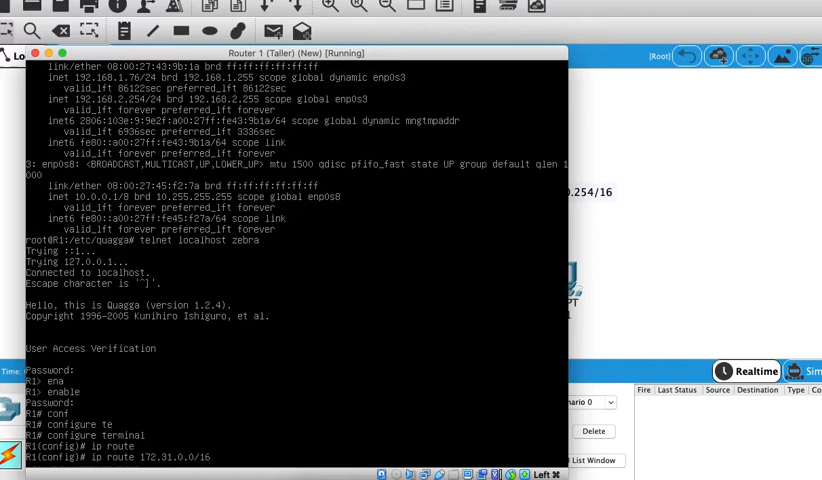 Router 1 (Taller) (New) [Running]
Lo
[Root]
link/ether 08:00:27:43:9b:1a brd ff:ff:ff:ff:ff:ff
inet 192.168.1.76/24 brd 192.168.1.255 scope global dynamic enp0s3
valid_lft 86122sec preferred_lft 86122sec
inet 192.168.2.254/24 brd 192.168.2.255 scope global enp0s3
valid_lft forever preferred_lft forever
inet6 2806:103e:9:9e2f:a00:27ff:fe43:9b1a/64 scope global dynamic mngtmpaddr
valid_lft 6936sec preferred_lft 3336sec
inet6 fe80::a00:27ff:fe43:9b1a/64 scope link
valid_lft forever preferred_lft forever
3: enp0s8: <BROADCAST,MULTICAST,UP,LOWER_UP> mtu 1500 qdisc pfifo_fast state UP group default qlen 1
000
link/ether 08:00:27:45:f2:7a brd ff:ff:ff:ff:ff:ff
inet 10.0.0.1/8 brd 10.255.255.255 scope global enp0s8
valid_lft forever preferred_lft forever
inet6 fe80::a00:27ff:fe45:f27a/64 scope link
valid_lft forever preferred_lft forever
root@R1:/etc/quagga# telnet localhost zebra
Trying ::1...
Trying 127.0.0.1...
Connected to localhost.
Escape character is '^]'.
Hello, this is Quagga (version 1.2.4).
Copyright 1996-2005 Kunihiro Ishiguro, et al.
User Access Verification
Password:
R1> ena
R1> enable
Password:
R1# conf
R1# configure te
R1# configure terminal
R1(config)# ip route
R1(config)# ip route 172.31.0.0/16
Left ⌘
0.254/16
PT
1
Time:
Realtime
Sim
nario 0
Fire Last Status Source Destination Type Co
Delete
List Window